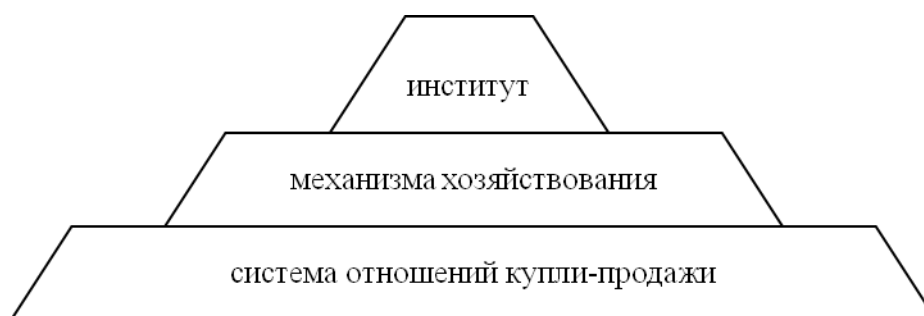 институт
механизма хозяйствования
система отношений купли-продажи